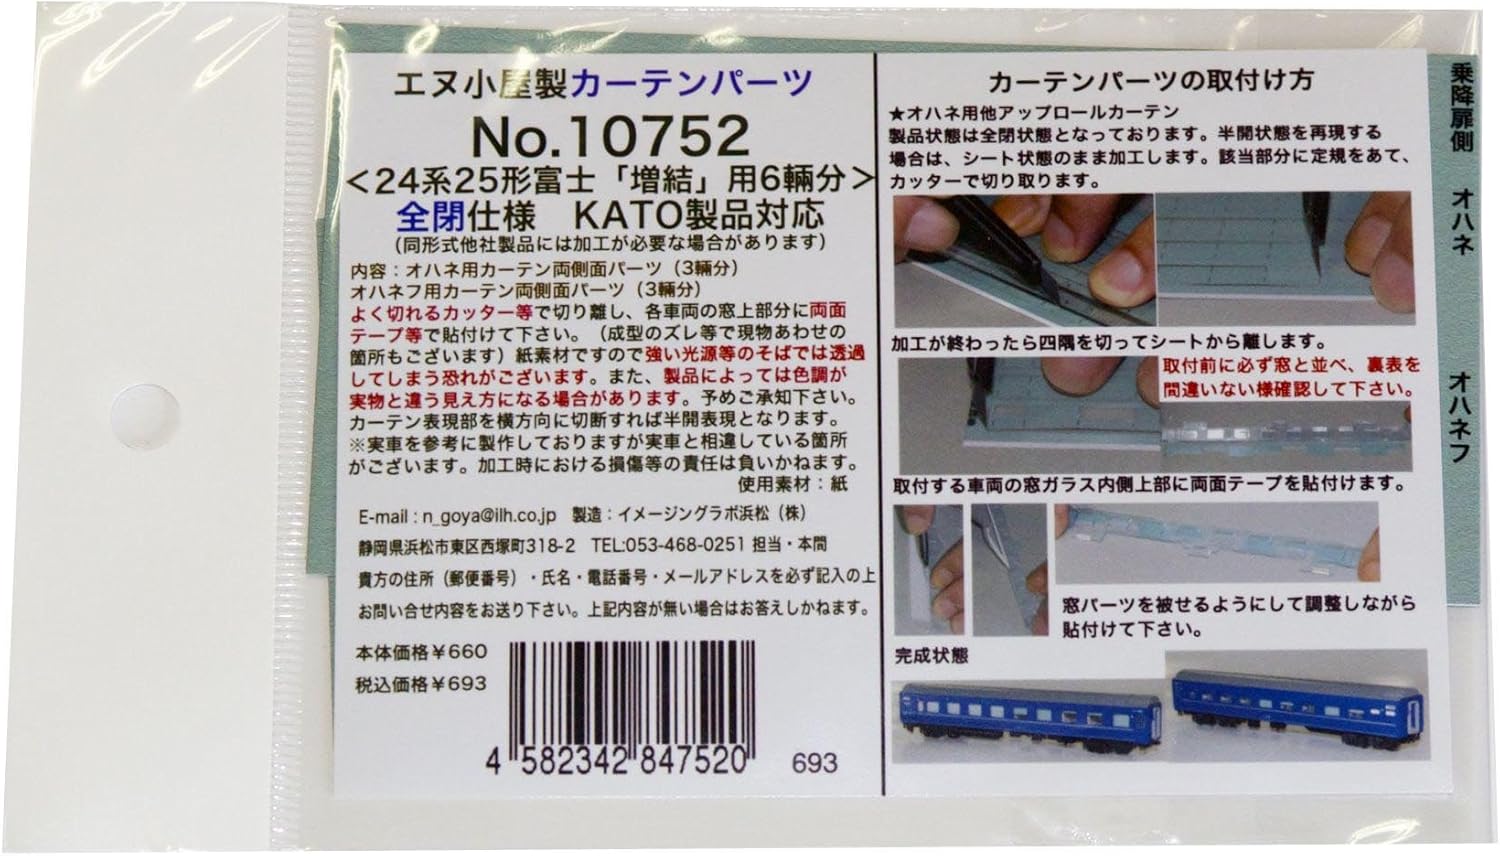 エヌ小屋製カーテンパーツ
No.10752
＜24系25形富士「増結」用6輛分＞
全閉仕様　KATO製品対応
（同形式他社製品には加工が必要な場合があります）
内容：オハネ用カーテン両側面パーツ（3輛分）
オハネフ用カーテン両側面パーツ（3輛分）
よく切れるカッター等で切り離し、各車両の窓上部分に両面
テープ等で貼付けて下さい。（成型のズレ等で現物あわせの
箇所もございます）紙素材ですので強い光源等のそばでは透過
してしまう恐れがございます。また、製品によっては色調が
実物と違う見え方になる場合があります。予めご承知下さい。
カーテン表現部を横方向に切断すれば半開表現となります。
※実車を参考に製作しておりますが実車と相違している箇所
がございます。加工時における損傷等の責任は負いかねます。
使用素材：紙
E-mail : n_goya@ilh.co.jp　製造：イメージングラボ浜松（株）
静岡県浜松市東区西塚町318-2　TEL:053-468-0251 担当・本間
貴方の住所（郵便番号）・氏名・電話番号・メールアドレスを必ず記入の上
お問い合せ内容をお送り下さい。上記内容が無い場合はお答えしかねます。
本体価格￥660
税込価格￥693
4 582342 847520
693
カーテンパーツの取付け方
★オハネ用他アップロールカーテン
製品状態は全閉状態となっております。半開状態を再現する
場合は、シート状態のまま加工します。該当部分に定規をあて、
カッターで切り取ります。
加工が終わったら四隅を切ってシートから離します。
取付前に必ず窓と並べ、裏表を
間違いない様確認して下さい。
取付する車両の窓ガラス内側上部に両面テープを貼付けます。
窓パーツを被せるようにして調整しながら
貼付けて下さい。
完成状態
乗降扉側　オハネ　オハネフ